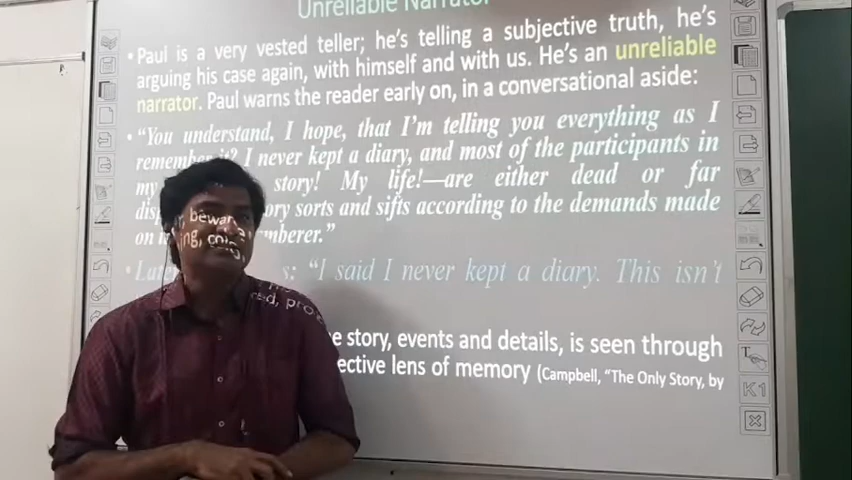 Unreliable Narrator
• Paul is a very vested teller; he's telling a subjective truth, he's
arguing his case again, with himself and with us. He's an unreliable
narrator. Paul warns the reader early on, in a conversational aside:
• "You understand, I hope, that I'm telling you everything as I
remember it? I never kept a diary, and most of the participants in
my story! My life!—are either dead or far
sorts and sifts according to the demands made
on
• "I said I never kept a diary. This isn't
story, events and details, is seen through
lens of memory (Campbell, "The Only Story, by
K1